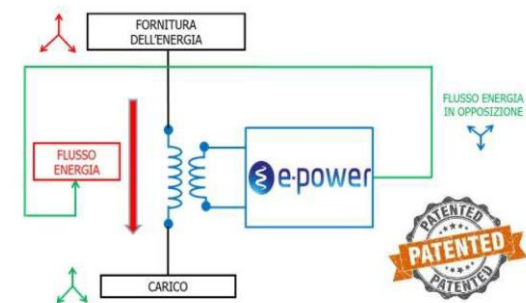 FORNITURA
DELL'ENERGIA
FLUSSO ENERGIA
IN OPPOSIZIONE
FLUSSO
ENERGIA
e-power
PATENTED
PATENTED
PATENTED
CARICO